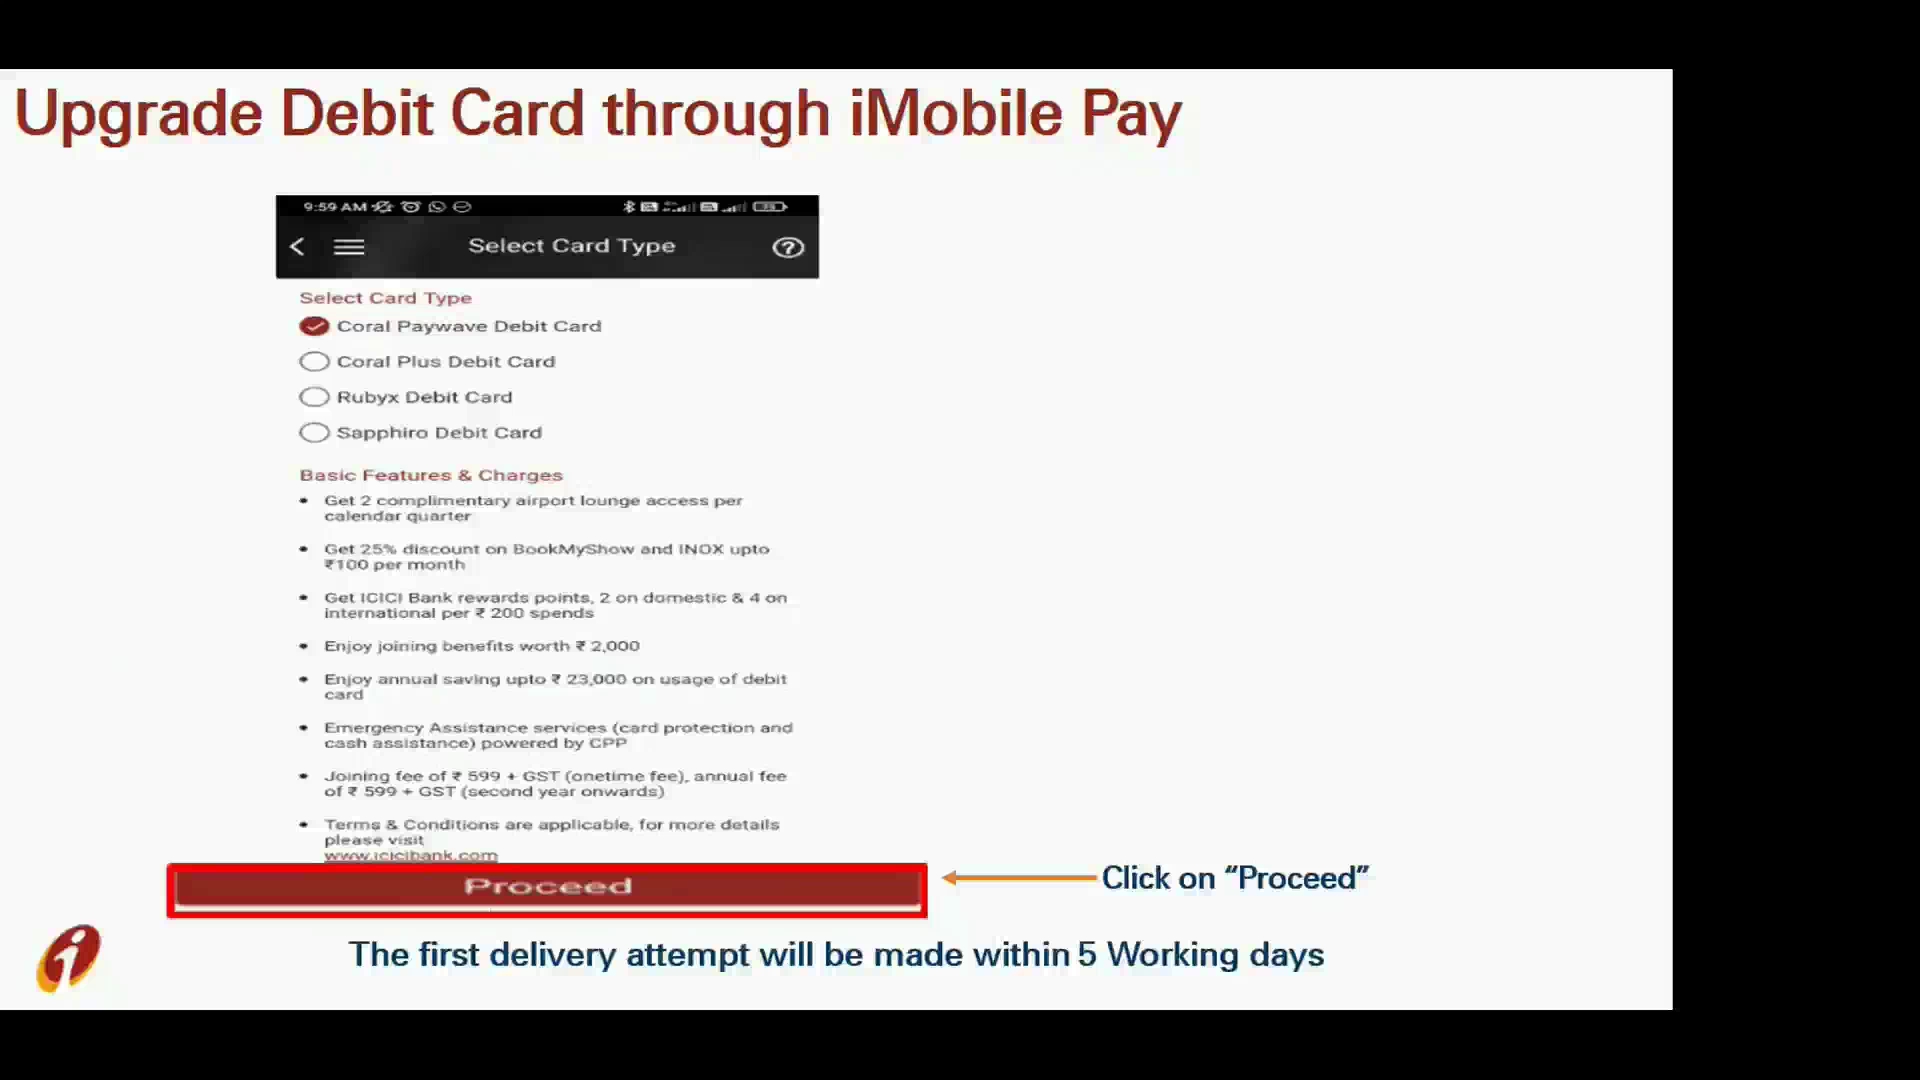 Upgrade Debit Card through iMobile Pay
9:59 AM
Select Card Type
Select Card Type
Coral Paywave Debit Card
Coral Plus Debit Card
Rubyx Debit Card
Sapphiro Debit Card
Basic Features & Charges
• Get 2 complimentary airport lounge access per
calendar quarter
• Get 25% discount on BookMyShow and INOX upto
₹100 per month
• Get ICICI Bank rewards points, 2 on domestic & 4 on
international per ₹ 200 spends
• Enjoy joining benefits worth ₹ 2,000
• Enjoy annual saving upto ₹ 23,000 on usage of debit
card
• Emergency Assistance services (card protection and
cash assistance) powered by CPP
• Joining fee of ₹ 599 + GST (onetime fee), annual fee
of ₹ 599 + GST (second year onwards)
• Terms & Conditions are applicable, for more details
please visit
www.icicibank.com
Proceed
Click on “Proceed”
The first delivery attempt will be made within 5 Working days